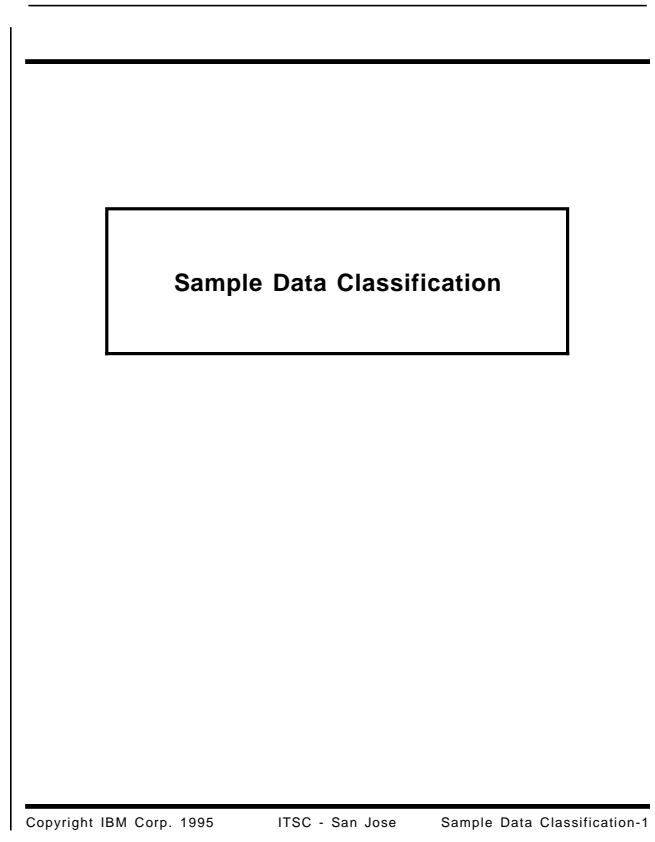 Sample Data Classification
Copyright IBM Corp. 1995 ITSC - San Jose Sample Data Classification-1